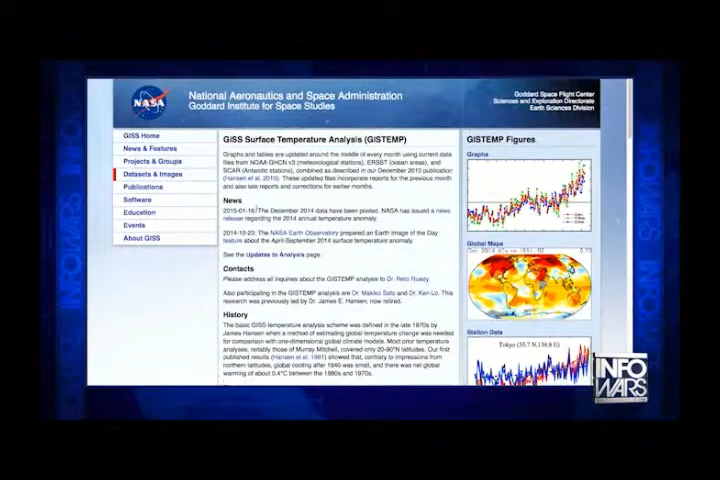 National Aeronautics and Space Administration
Goddard Institute for Space Studies
Goddard Space Flight Center
Sciences and Exploration Directorate
Earth Sciences Division
NASA
GISS Home
News & Features
Projects & Groups
Datasets & Images
Publications
Software
Education
Events
About GISS
GISS Surface Temperature Analysis (GISTEMP)
Graphs and tables are updated around the middle of every month using current data
files from NOAA GHCN v3 (meteorological stations), ERSST (ocean areas), and
SCAR (Antarctic stations), combined as described in our December 2010 publication
(Hansen et al. 2010). These updated files incorporate reports for the previous month
and also late reports and corrections for earlier months.
News
2015-01-16: The December 2014 data have been posted. NASA has issued a news
release regarding the 2014 annual temperature anomaly.
2014-10-23: The NASA Earth Observatory prepared an Earth Image of the Day
feature about the April-September 2014 surface temperature anomaly.
See the Updates to Analysis page.
Contacts
Please address all inquiries about the GISTEMP analysis to Dr. Reto Ruedy.
Also participating in the GISTEMP analysis are Dr. Makiko Sato and Dr. Ken Lo. This
research was previously led by Dr. James E. Hansen, now retired.
History
The basic GISS temperature analysis scheme was defined in the late 1970s by
James Hansen when a method of estimating global temperature change was needed
for comparison with one-dimensional global climate models. Most prior temperature
analyses, notably those of Murray Mitchell, covered only 20-90°N latitudes. Our first
published results (Hansen et al. 1981) showed that, contrary to impressions from
northern latitudes, global cooling after 1940 was small, and there was net global
warming of about 0.4°C between the 1880s and 1970s.
GISTEMP Figures
Graphs
Global Maps
Station Data
Tokyo (35.7 N,139.8 E)
INFO
WARS
INFOWARS